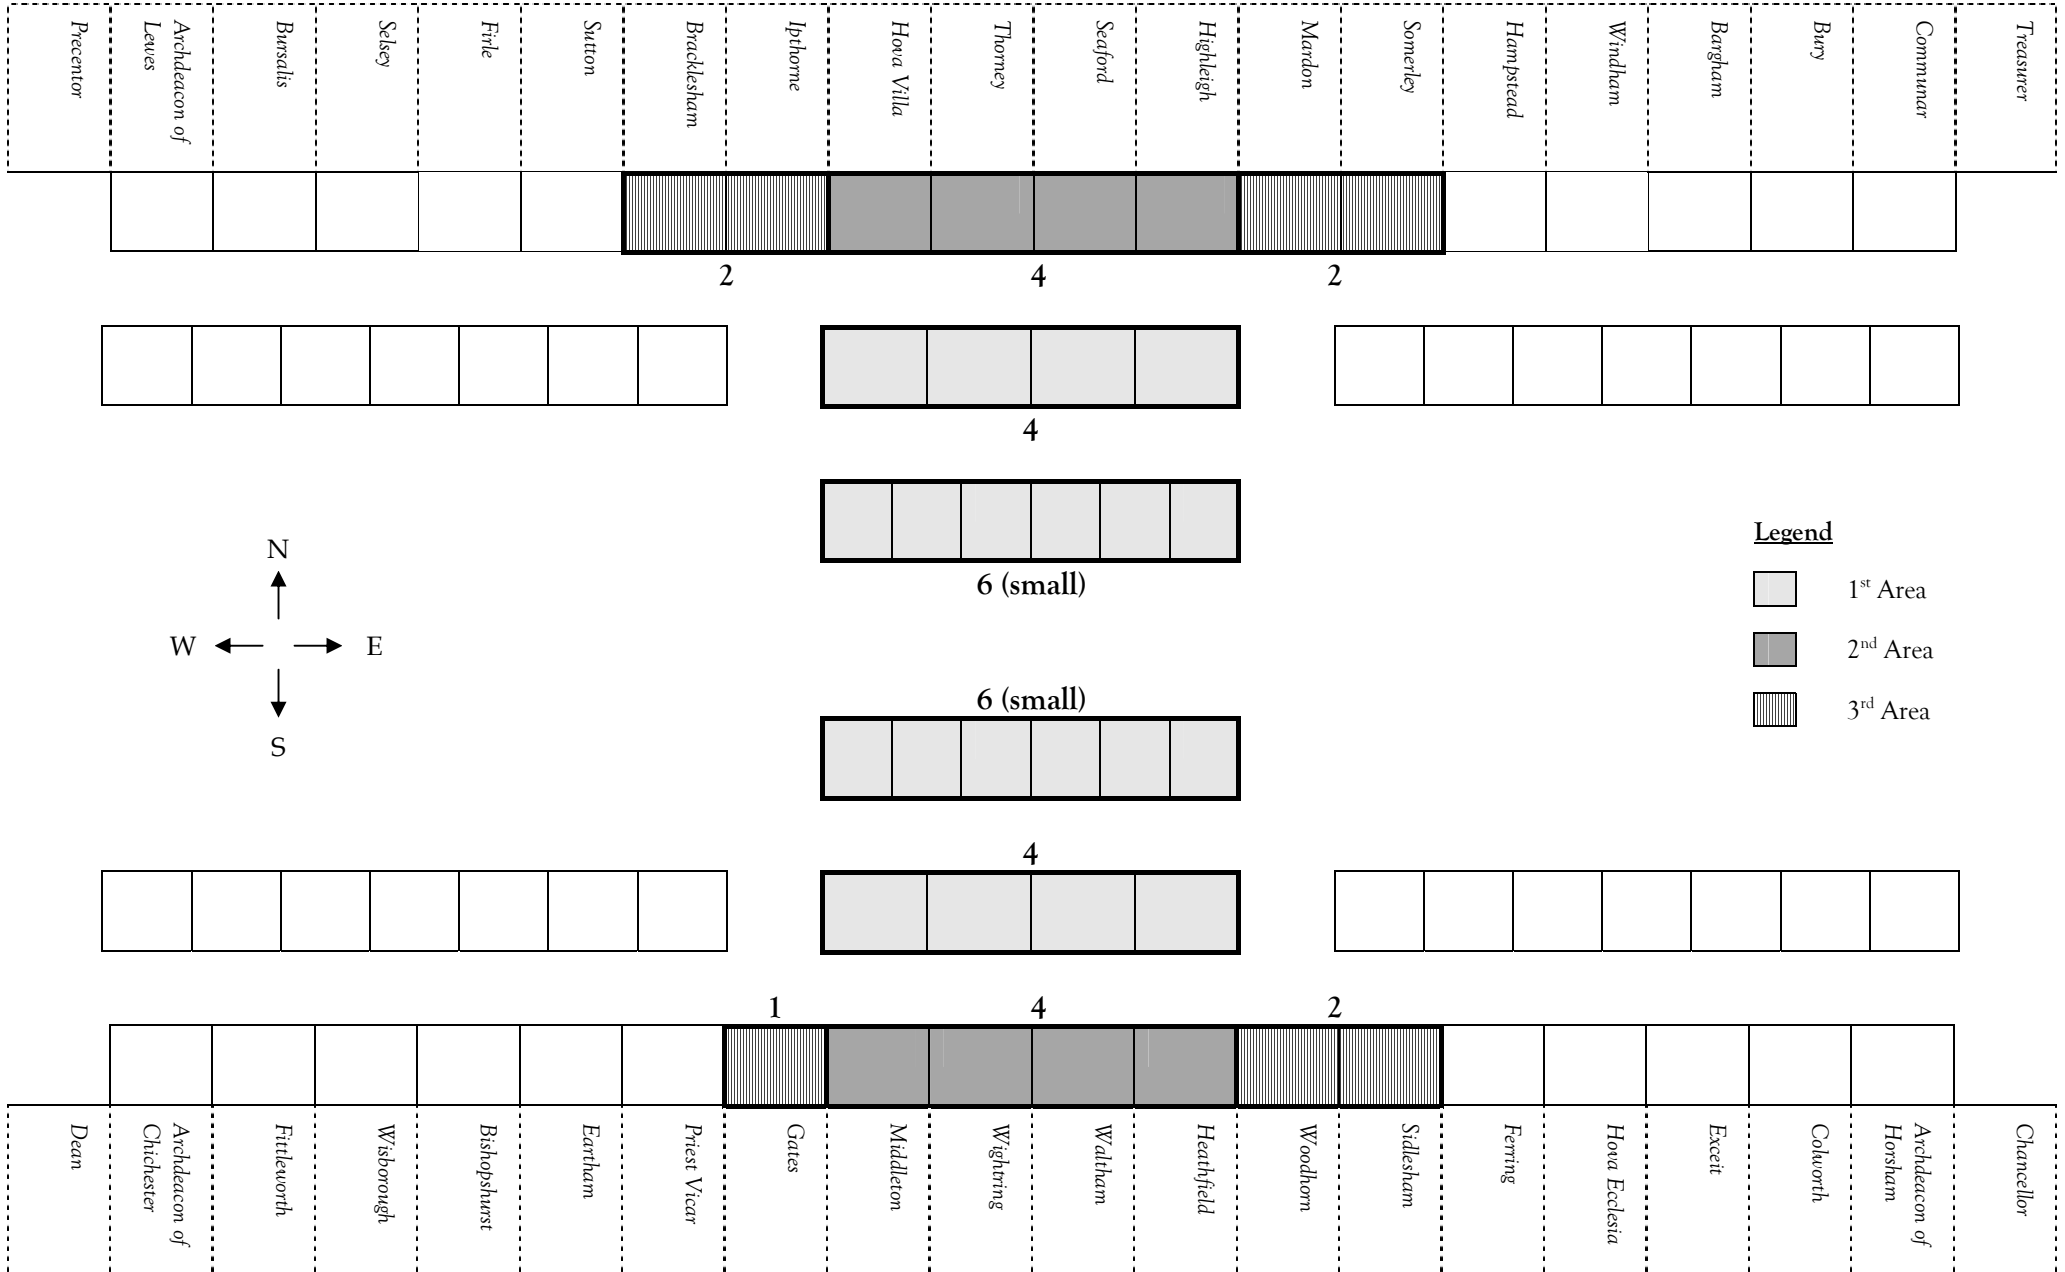 Precentor
Archdeacon of
Lewes
Bursalis
Selsey
Firle
Sutton
Bracklesham
Ipthorne
Hova Villa
Thorney
Seaford
Highleigh
Mardon
Somerley
Hampstead
Windham
Bargham
Bury
Communar
Treasurer
2
4
2
4
6 (small)
N
W
E
S
Legend
1st Area
2nd Area
3rd Area
6 (small)
4
1
4
2
Dean
Archdeacon of
Chichester
Fittleworth
Wisborough
Bishopshurst
Eartham
Priest Vicar
Gates
Middleton
Wightring
Waltham
Heathfield
Woodhorn
Sidlesham
Ferring
Hova Ecclesia
Exceit
Colworth
Archdeacon of
Horsham
Chancellor